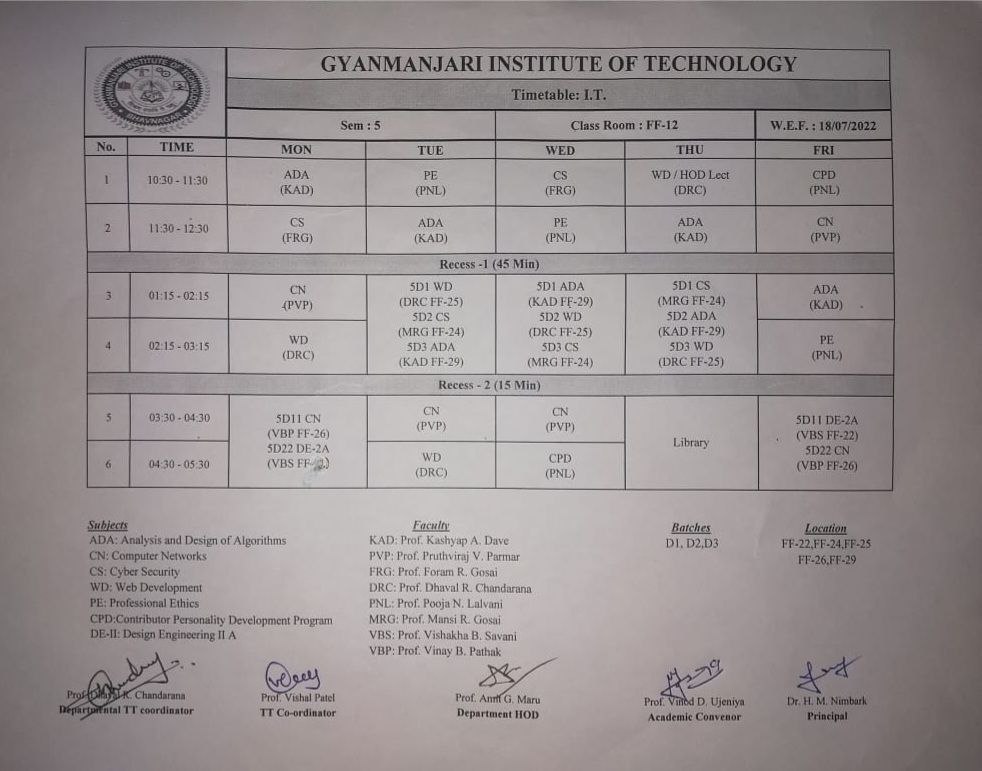 GYANMANJARI INSTITUTE OF TECHNOLOGY
BHAVNAGAR
Timetable: I.T.
Sem : 5 Class Room : FF-12 W.E.F. : 18/07/2022
No. TIME MON TUE WED THU FRI
1 10:30 - 11:30 ADA PE CS WD / HOD Lect CPD
(KAD) (PNL) (FRG) (DRC) (PNL)
2 11:30 - 12:30 CS ADA PE ADA CN
(FRG) (KAD) (PNL) (KAD) (PVP)
Recess -1 (45 Min)
3 01:15 - 02:15 CN
(PVP)
4 02:15 - 03:15 WD
(DRC)
5D1 WD
(DRC FF-25)
5D2 CS
(MRG FF-24)
5D3 ADA
(KAD FF-29)
5D1 ADA
(KAD FF-29)
5D2 WD
(DRC FF-25)
5D3 CS
(MRG FF-24)
5D1 CS
(MRG FF-24)
5D2 ADA
(KAD FF-29)
5D3 WD
(DRC FF-25)
ADA
(KAD)
PE
(PNL)
Recess - 2 (15 Min)
5 03:30 - 04:30
6 04:30 - 05:30
5D11 CN
(VBP FF-26)
5D22 DE-2A
(VBS
CN
(PVP)
WD
(DRC)
CN
(PVP)
CPD
(PNL)
Library
5D11 DE-2A
(VBS FF-22)
5D22 CN
(VBP FF-26)
Subjects
ADA: Analysis and Design of Algorithms
CN: Computer Networks
CS: Cyber Security
WD: Web Development
PE: Professional Ethics
CPD:Contributor Personality Development Program
DE-II: Design Engineering II A
Faculty
KAD: Prof. Kashyap A. Dave
PVP: Prof. Pruthviraj V. Parmar
FRG: Prof. Foram R. Gosai
DRC: Prof. Dhaval R. Chandarana
PNL: Prof. Pooja N. Lalvani
MRG: Prof. Mansi R. Gosai
VBS: Prof. Vishakha B. Savani
VBP: Prof. Vinay B. Pathak
Batches
D1, D2,D3
Location
FF-22,FF-24,FF-25
FF-26,FF-29
Prof. Dhaval R. Chandarana
Departmental TT coordinator
Prof. Vishal Patel
TT Co-ordinator
Prof. Amit G. Maru
Department HOD
Prof. Vinod D. Ujeniya
Academic Convenor
Dr. H. M. Nimbark
Principal